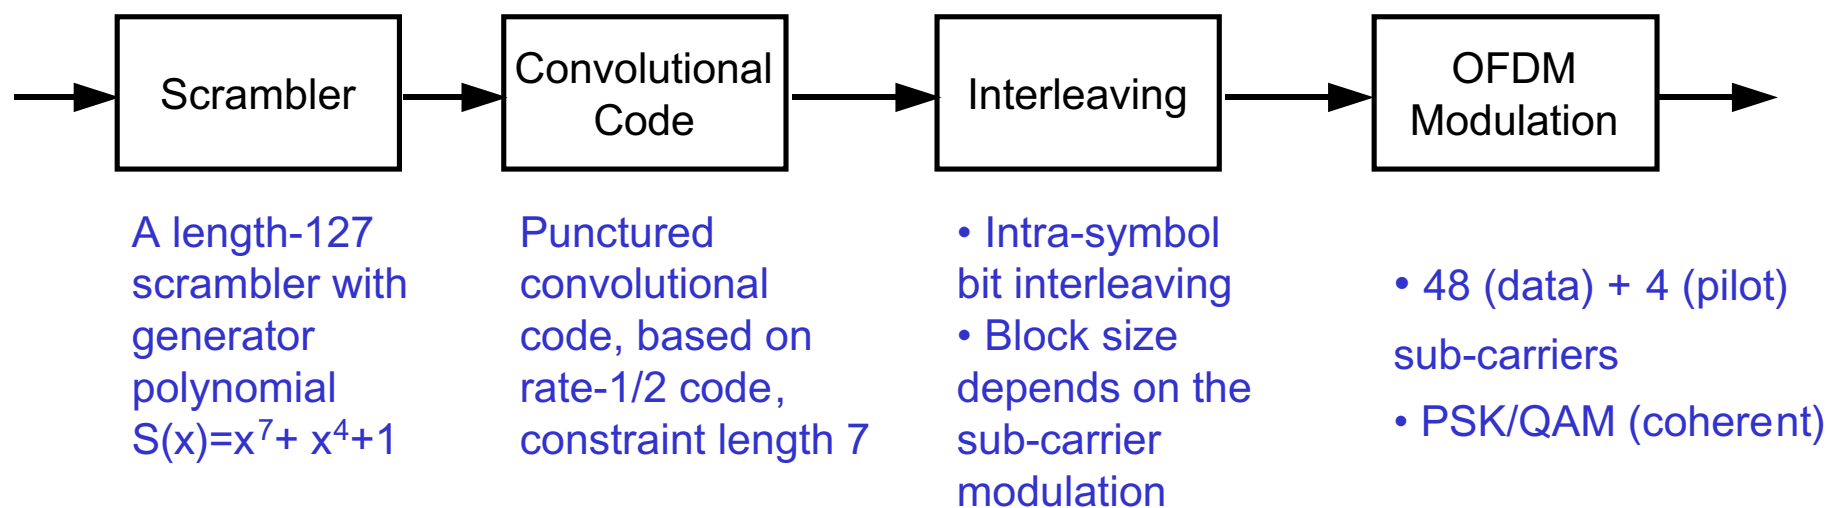 Scrambler
Convolutional
Code
Interleaving
OFDM
Modulation
A length-127
scrambler with
generator
polynomial
S(x)=x⁷+ x⁴+1
Punctured
convolutional
code, based on
rate-1/2 code,
constraint length 7
• Intra-symbol
bit interleaving
• Block size
depends on the
sub-carrier
modulation
• 48 (data) + 4 (pilot)
sub-carriers
• PSK/QAM (coherent)